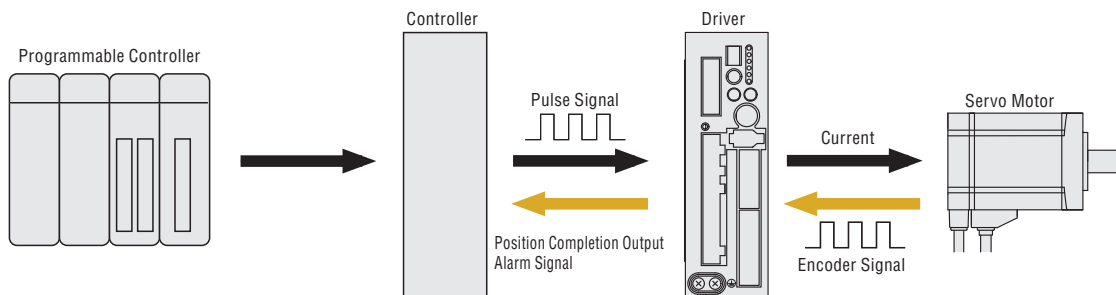 Programmable Controller
Controller
Driver
Pulse Signal
Position Completion Output
Alarm Signal
Current
Encoder Signal
Servo Motor